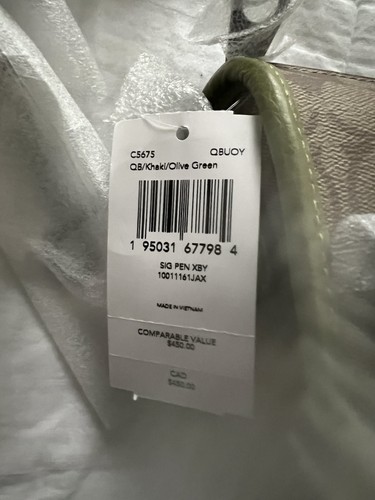 C5675 QBUOY
QB/Khaki/Olive Green
1 95031 67798 4
SIG PEN XBY
10011161JAX
MADE IN VIETNAM
COMPARABLE VALUE
$450.00
CAD
$450.00